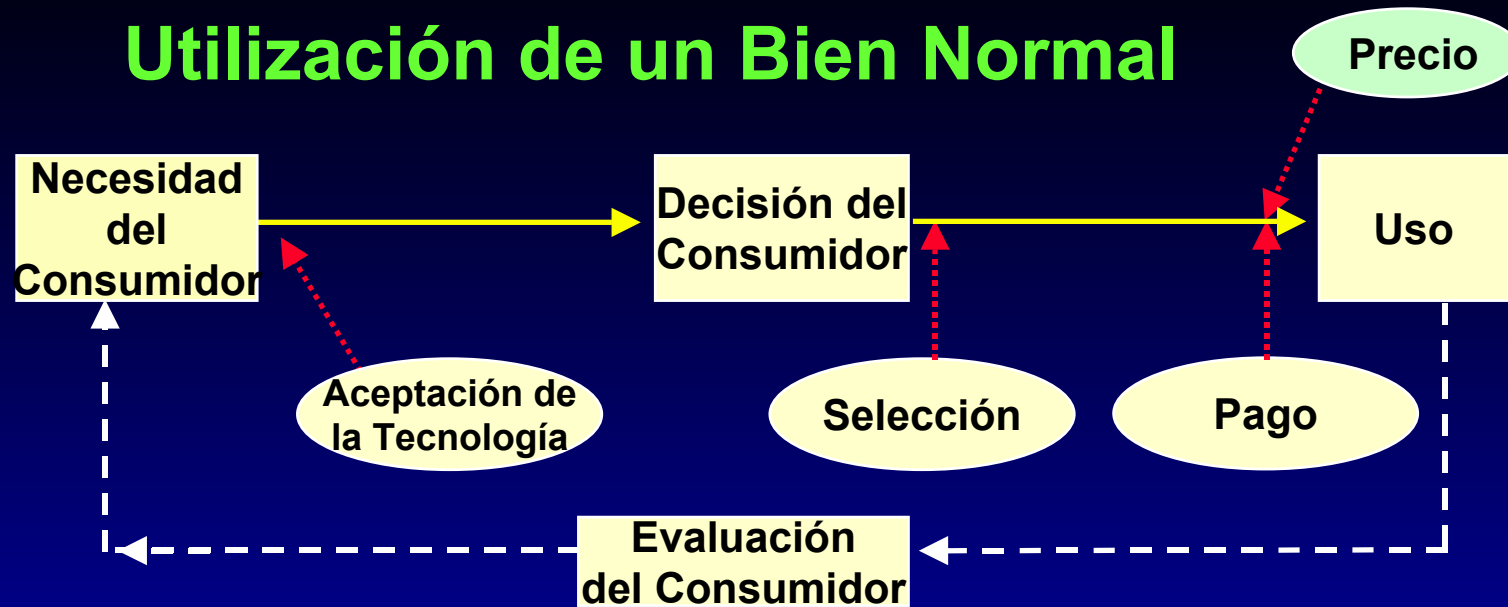 Utilización de un Bien Normal
Precio
Necesidad
del
Consumidor
Decisión del
Consumidor
Uso
Aceptación de
la Tecnología
Selección
Pago
Evaluación
del Consumidor